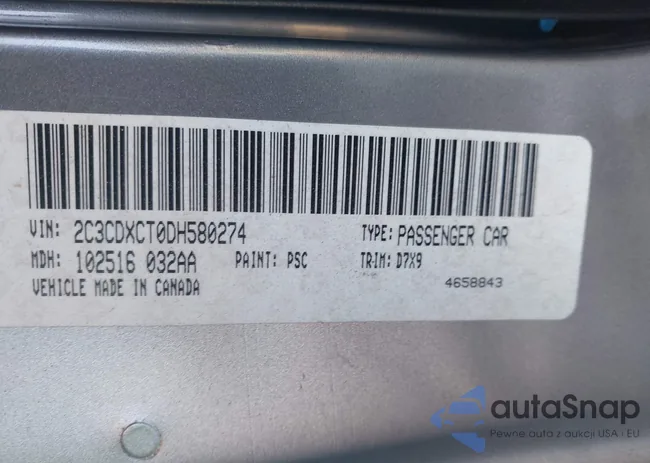 VIN: 2C3CDXCT0DH580274 TYPE: PASSENGER CAR
MDH: 102516 032AA PAINT: PSC TRIM: D7X9
VEHICLE MADE IN CANADA 4658843
autaSnap
Pewne auta z aukcji USA i EU